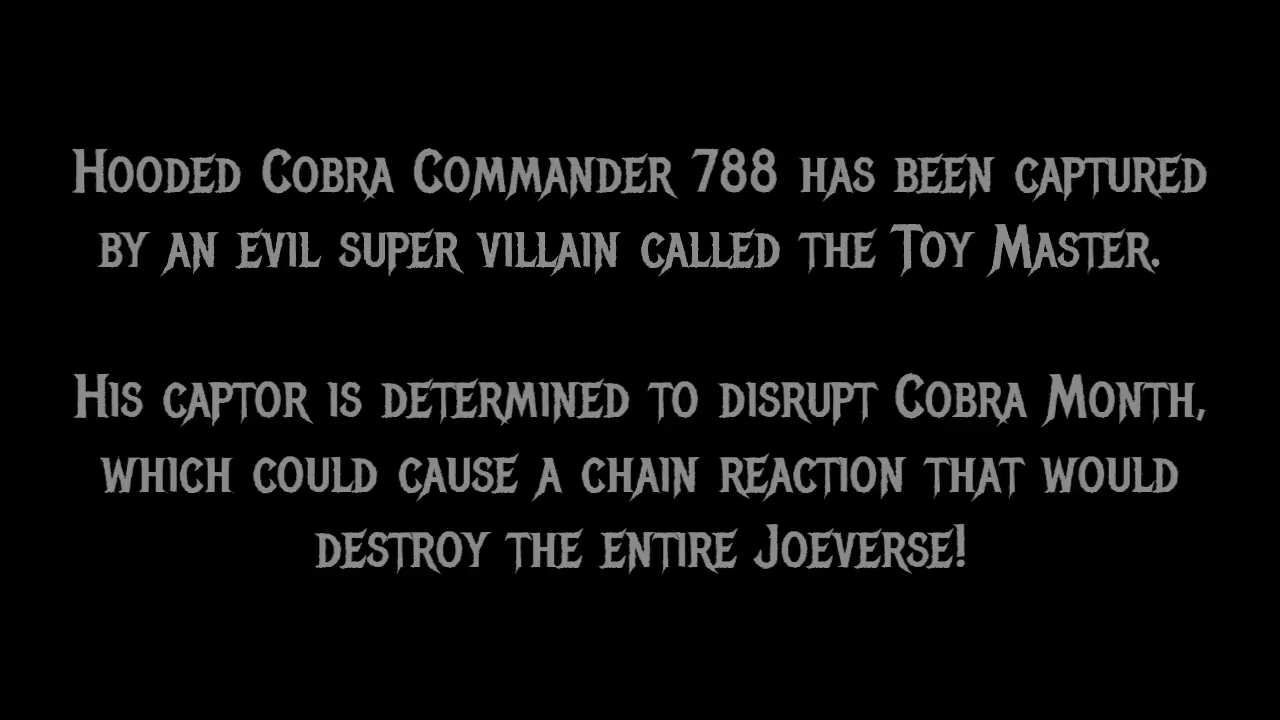 Hooded Cobra Commander 788 has been captured
by an evil super villain called the Toy Master.
His captor is determined to disrupt Cobra Month,
which could cause a chain reaction that would
destroy the entire Joeverse!